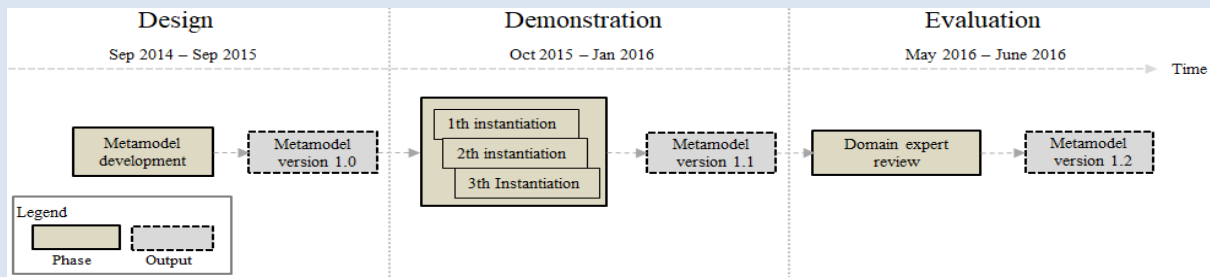 Design
Sep 2014 – Sep 2015
Demonstration
Oct 2015 – Jan 2016
Evaluation
May 2016 – June 2016
Time
Metamodel
development
Metamodel
version 1.0
1th instantiation
2th instantiation
3th Instantiation
Metamodel
version 1.1
Domain expert
review
Metamodel
version 1.2
Legend
Phase
Output